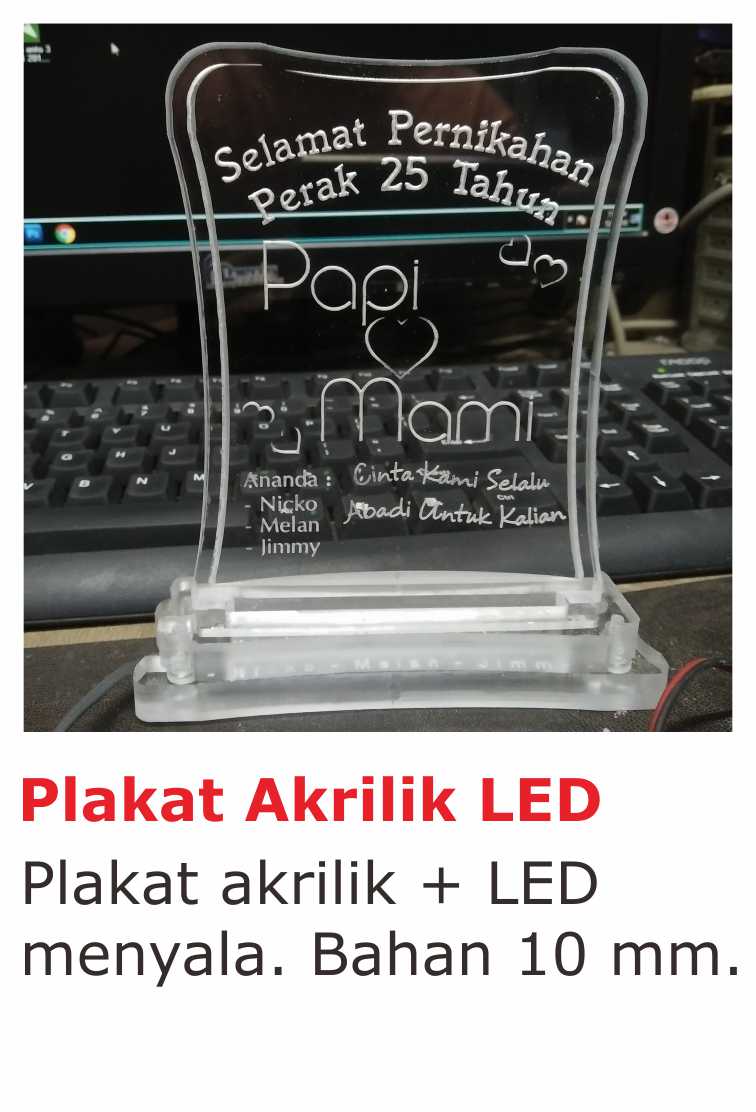 Selamat Pernikahan
Perak 25 Tahun
Papi
Mami
Ananda :
- Nicko
- Melan
- Jimmy
Cinta Kami Selalu
Abadi Untuk Kalian
Plakat Akrilik LED
Plakat akrilik + LED
menyala. Bahan 10 mm.